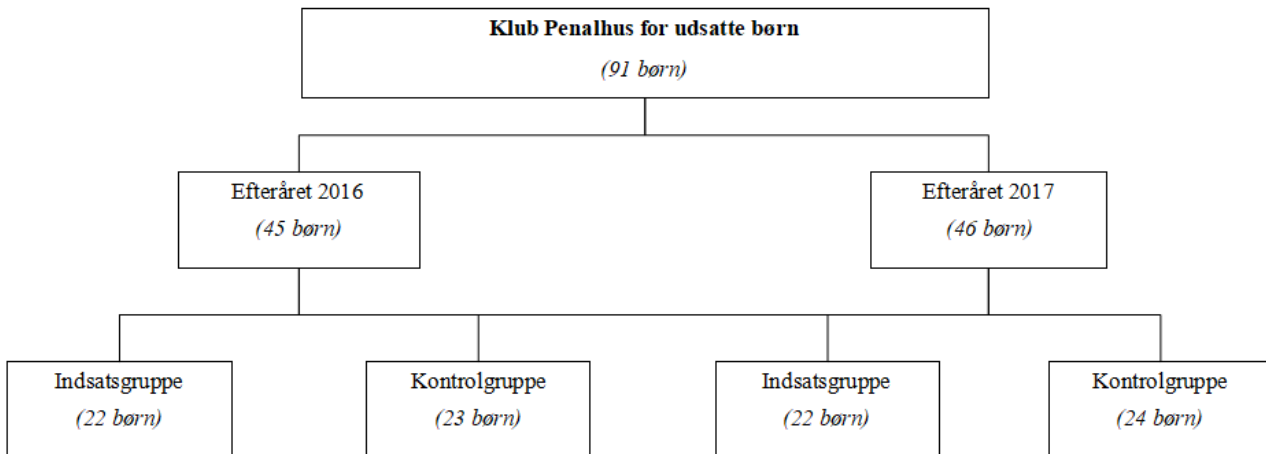 Klub Penalhus for udsatte børn
(91 børn)
Efteråret 2016
(45 børn)
Efteråret 2017
(46 børn)
Indsatsgruppe
(22 børn)
Kontrolgruppe
(23 børn)
Indsatsgruppe
(22 børn)
Kontrolgruppe
(24 børn)